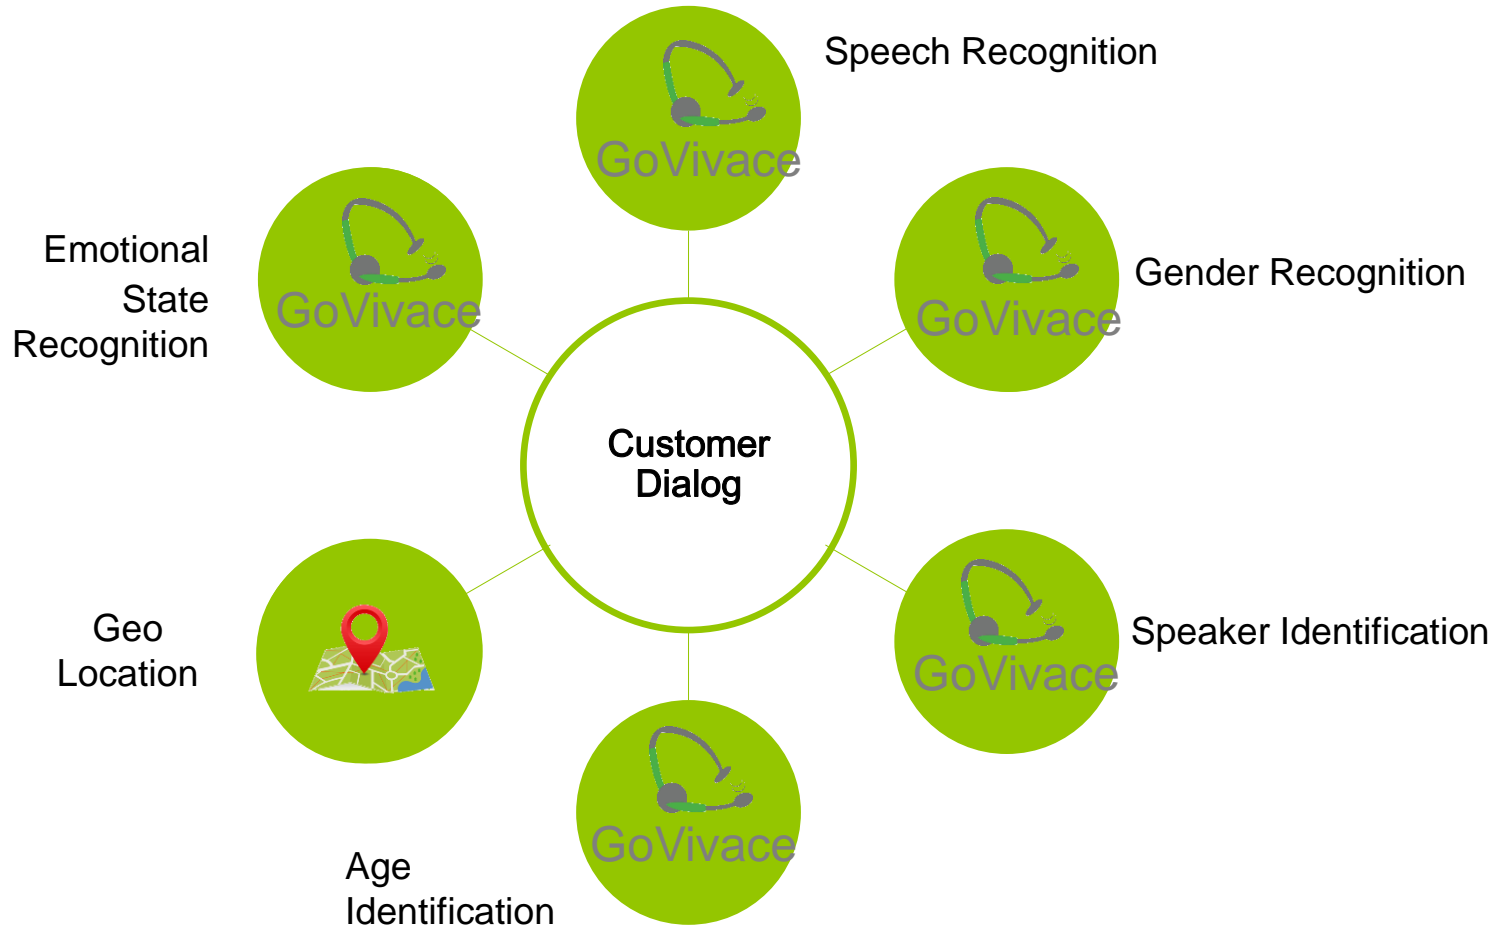 Speech Recognition
GoVivace
Emotional
State
Recognition
GoVivace
Gender Recognition
GoVivace
Customer
Dialog
Geo
Location
Speaker Identification
GoVivace
Age
Identification
GoVivace